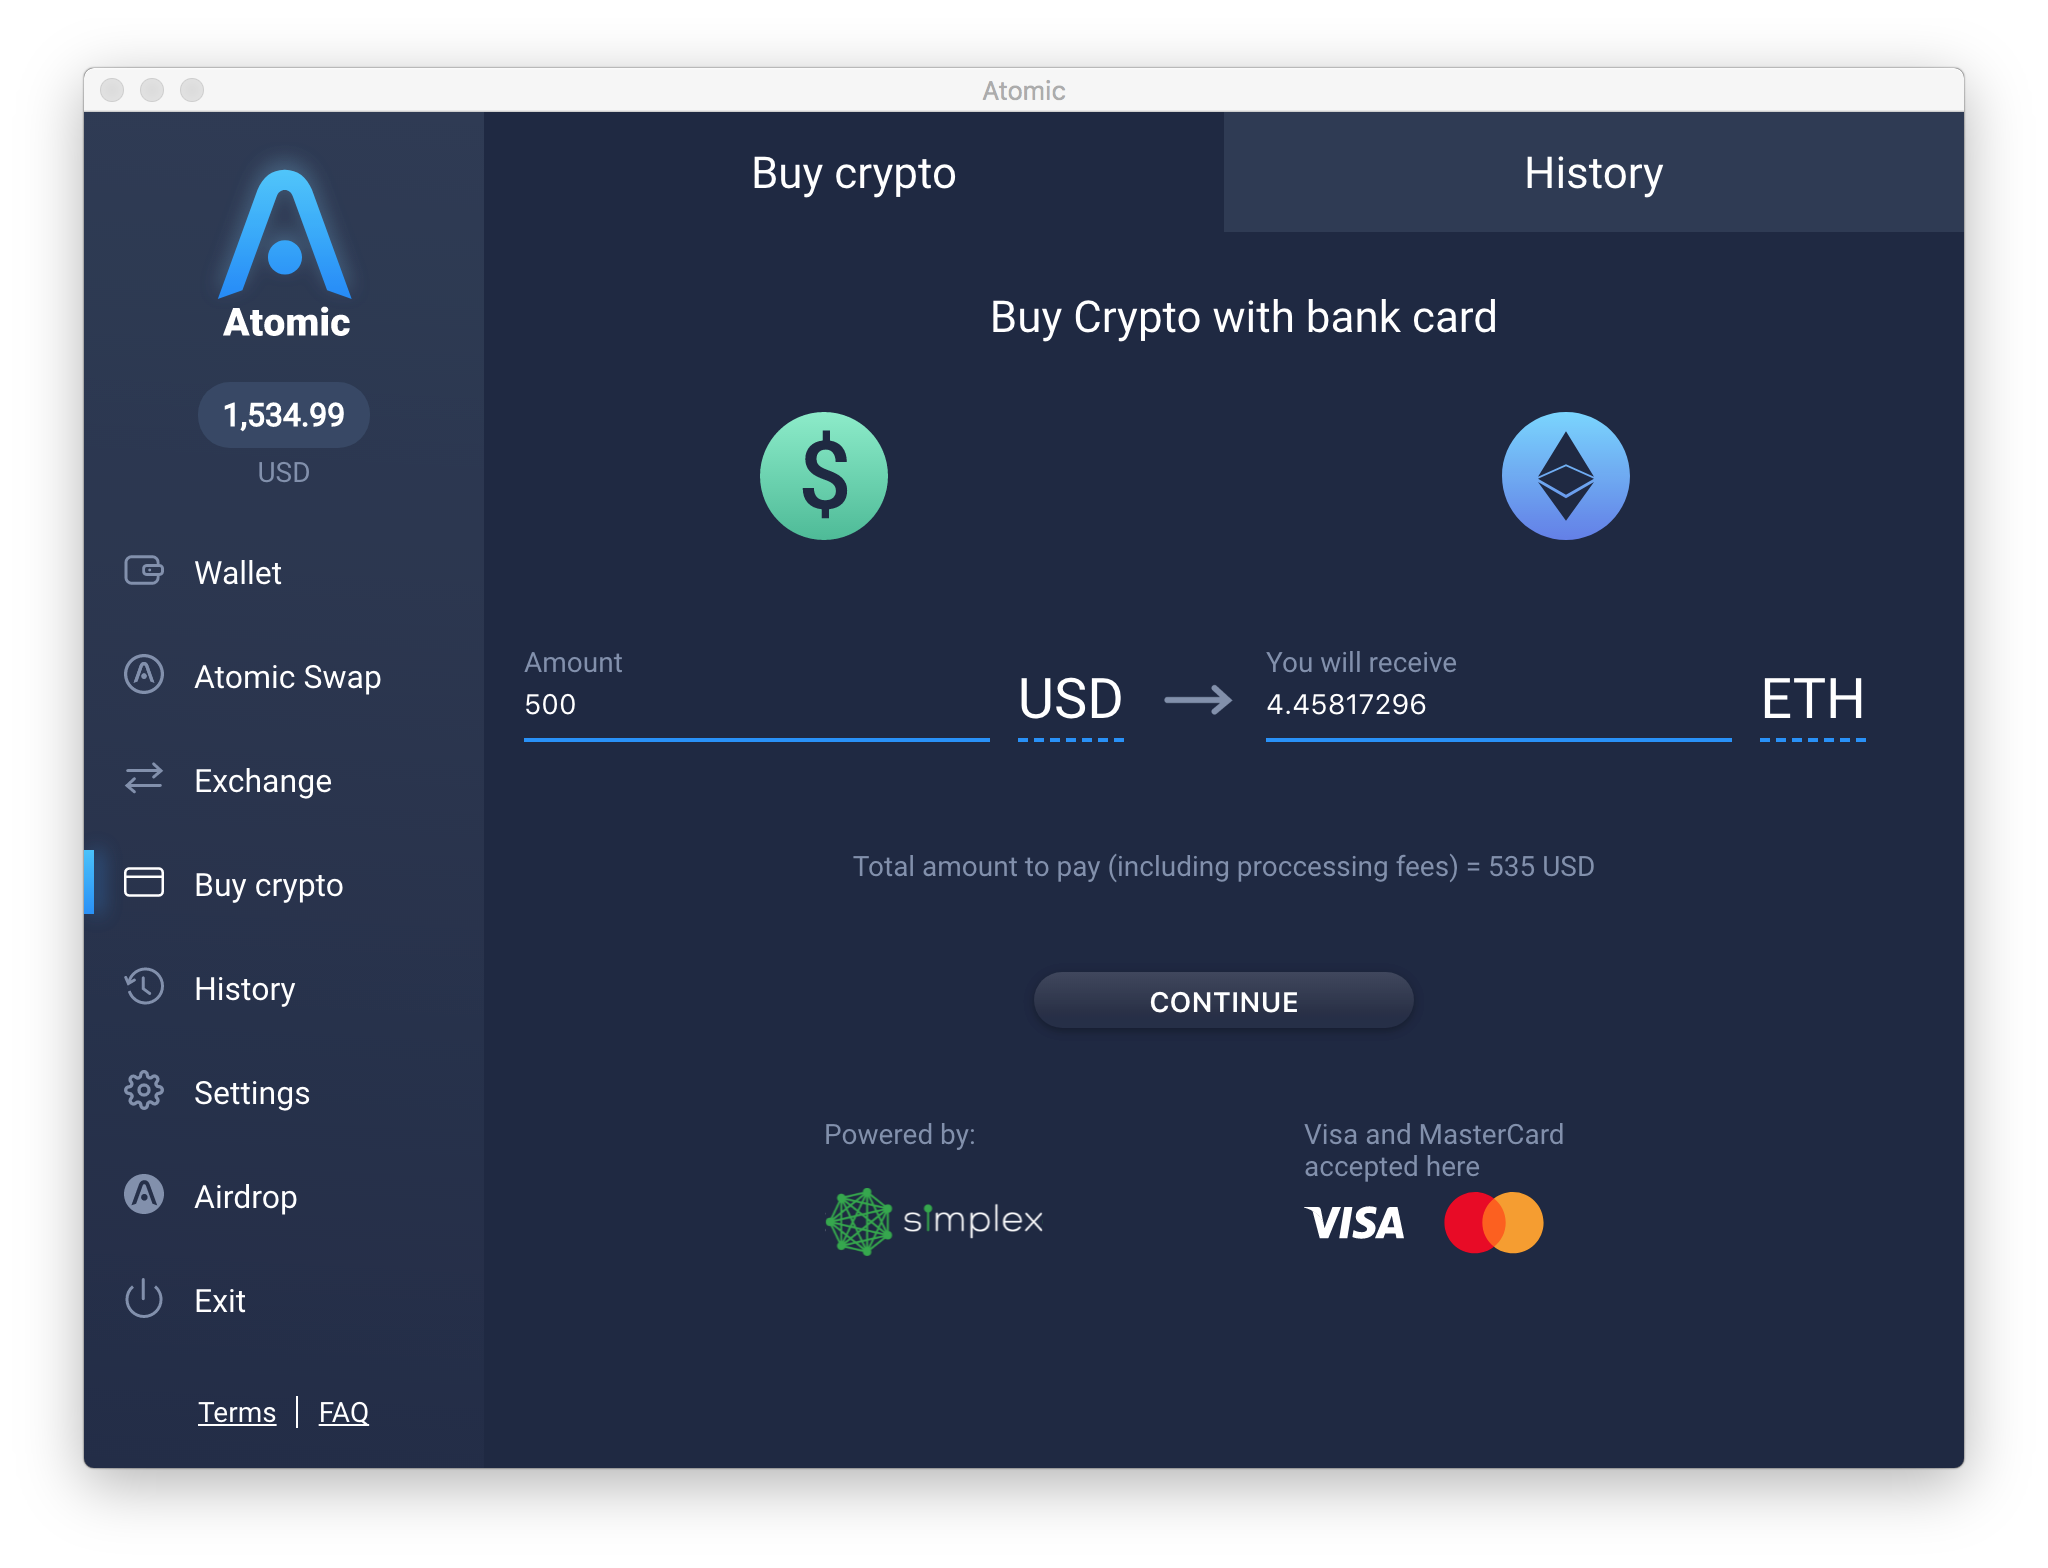 Atomic
Atomic
1,534.99
USD
Wallet
Atomic Swap
Exchange
Buy crypto
History
Settings
Airdrop
Exit
Terms | FAQ
Buy crypto
History
Buy Crypto with bank card
$
Amount
500
USD
You will receive
4.45817296
ETH
Total amount to pay (including proccessing fees) = 535 USD
CONTINUE
Powered by:
simplex
Visa and MasterCard
accepted here
VISA